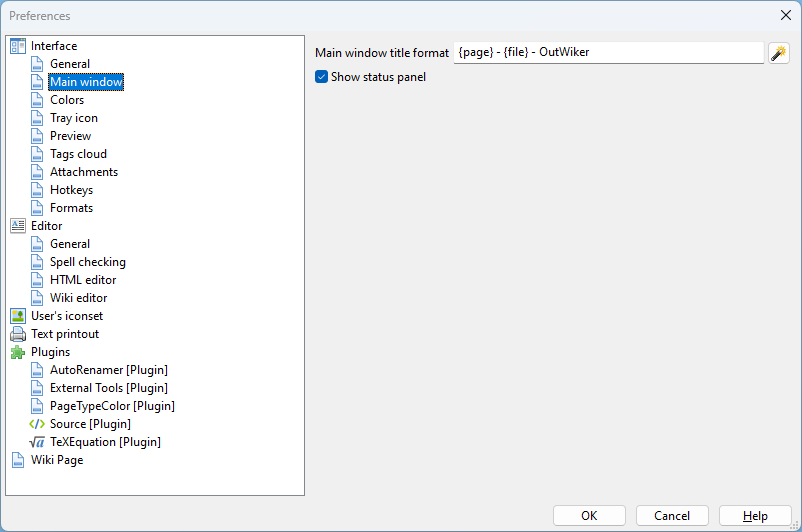 Preferences
Interface
General
Main window
Colors
Tray icon
Preview
Tags cloud
Attachments
Hotkeys
Formats
Editor
General
Spell checking
HTML editor
Wiki editor
User's iconset
Text printout
Plugins
AutoRenamer [Plugin]
External Tools [Plugin]
PageTypeColor [Plugin]
Source [Plugin]
TeXEquation [Plugin]
Wiki Page
Main window title format {page} - {file} - OutWiker
Show status panel
OK Cancel Help